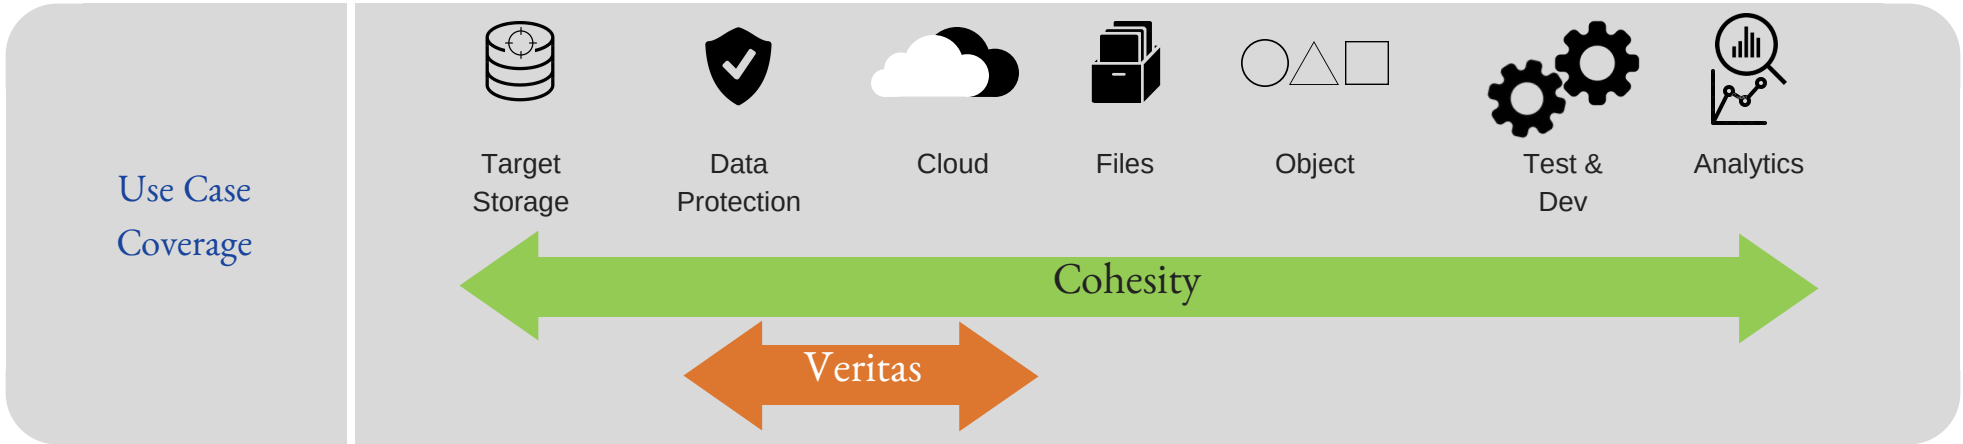 Use Case
Coverage
Target
Storage
Data
Protection
Cloud
Files
Object
Test &
Dev
Analytics
Cohesity
Veritas